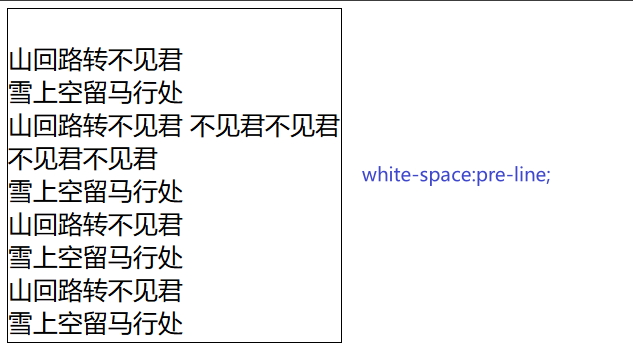 山回路转不见君
雪上空留马行处
山回路转不见君 不见君不见君
不见君不见君
雪上空留马行处
山回路转不见君
雪上空留马行处
山回路转不见君
雪上空留马行处
white-space:pre-line;